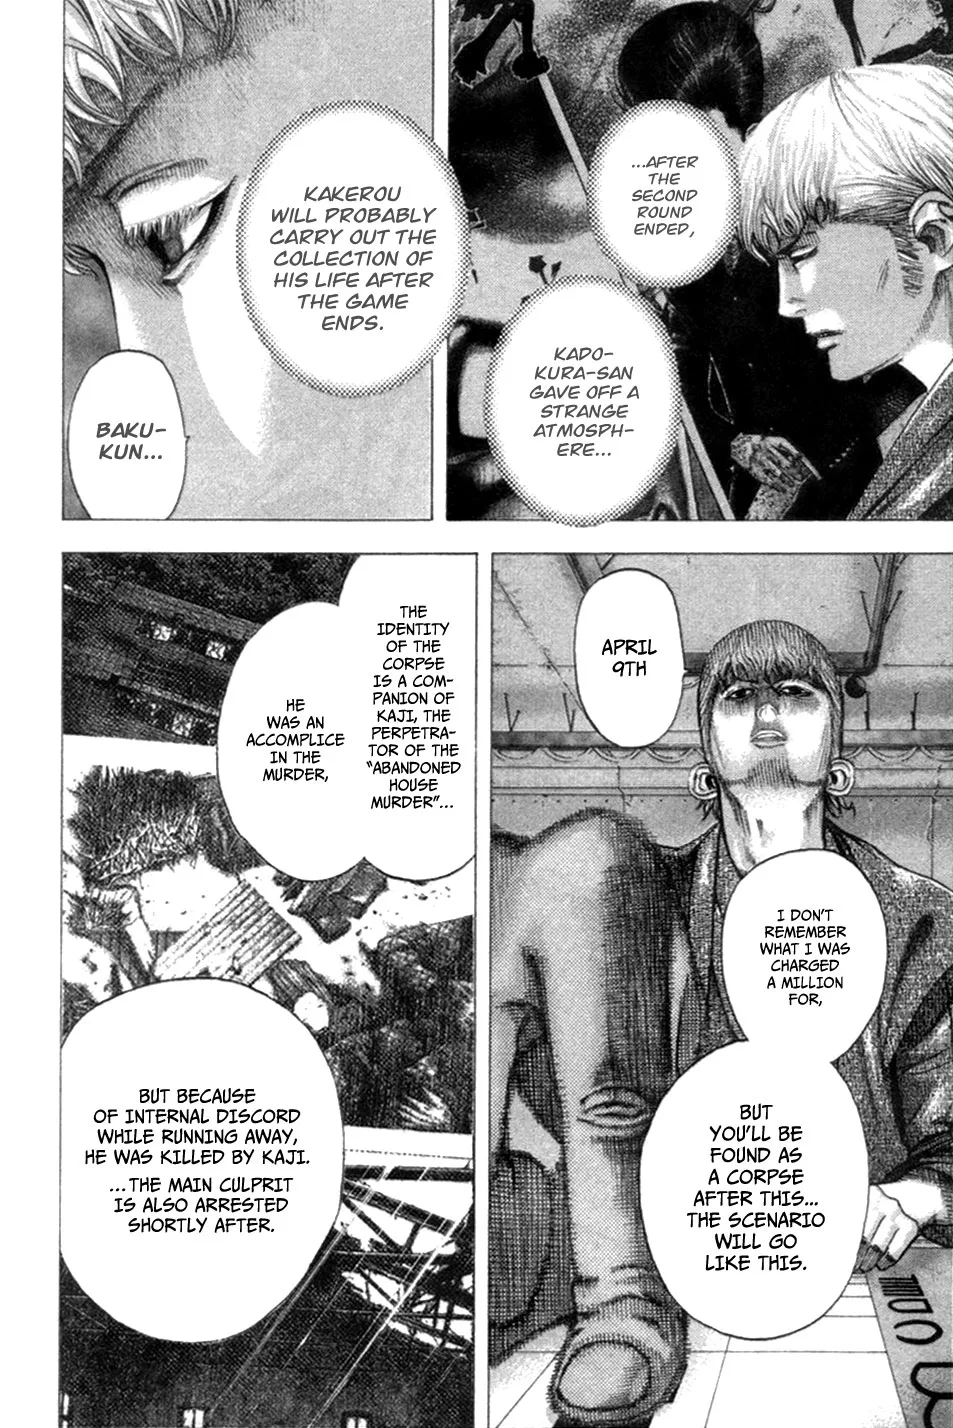 ...AFTER
THE
SECOND
ROUND
ENDED,
KADO-
KURA-SAN
GAVE OFF A
STRANGE
ATMOSPH-
ERE...
KAKEROU
WILL PROBABLY
CARRY OUT THE
COLLECTION OF
HIS LIFE AFTER
THE GAME
ENDS.
BAKU-
KUN...
APRIL
9TH
I DON'T
REMEMBER
WHAT I WAS
CHARGED
A MILLION
FOR,
BUT
YOU'LL BE
FOUND AS
A CORPSE
AFTER THIS...
THE SCENARIO
WILL GO
LIKE THIS.
THE
IDENTITY
OF THE
CORPSE
IS A COM-
PANION OF
KAJI, THE
PERPETRA-
TOR OF THE
"ABANDONED
HOUSE
MURDER"...
HE
WAS AN
ACCOMPLICE
IN THE
MURDER,
BUT BECAUSE
OF INTERNAL DISCORD
WHILE RUNNING AWAY,
HE WAS KILLED BY KAJI.
...THE MAIN CULPRIT
IS ALSO ARRESTED
SHORTLY AFTER.